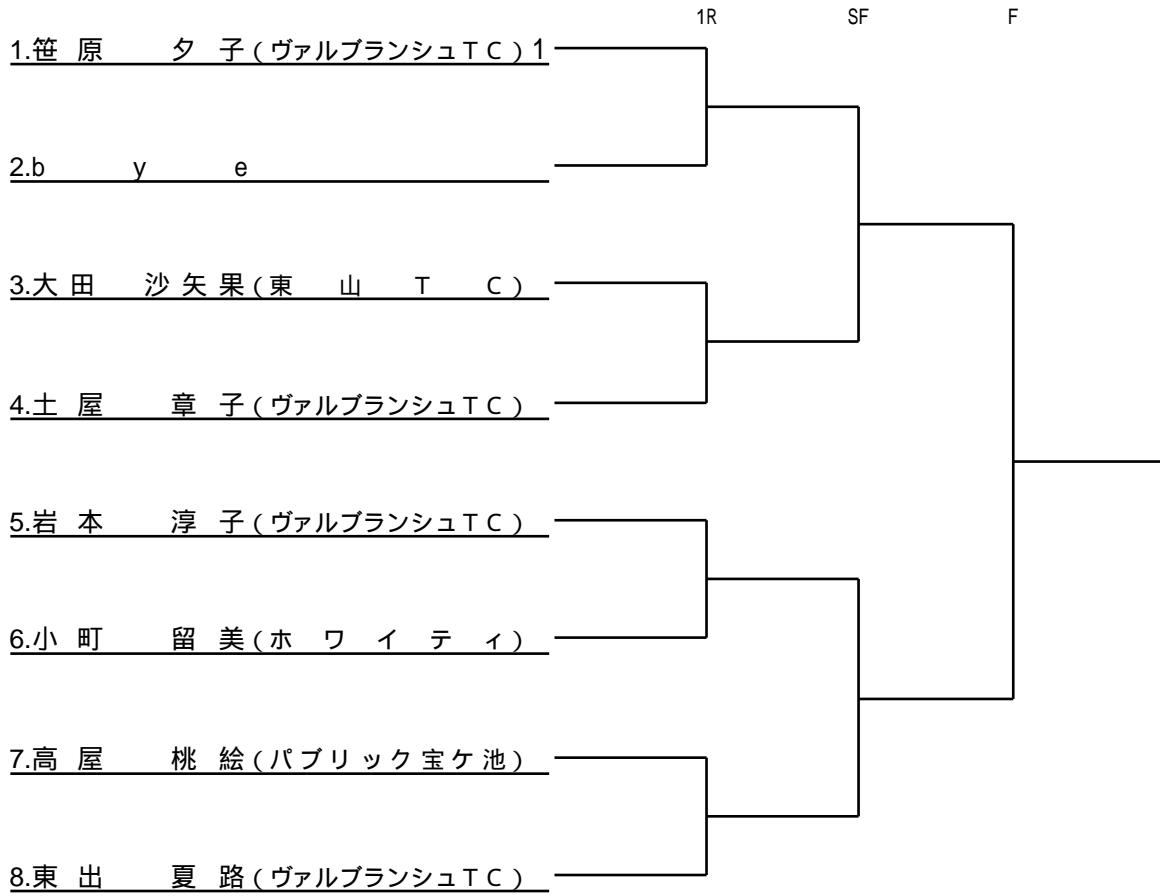 1R SF F
1.笹 原 夕 子(ヴァルブランシュTC)1
2.b y e
3.大 田 沙 矢 果(東 山 T C)
4.土 屋 章 子(ヴァルブランシュTC)
5.岩 本 淳 子(ヴァルブランシュTC)
6.小 町 留 美(ホ ワ イ テ ィ)
7.高 屋 桃 絵(パブリック宝ケ池)
8.東 出 夏 路(ヴァルブランシュTC)